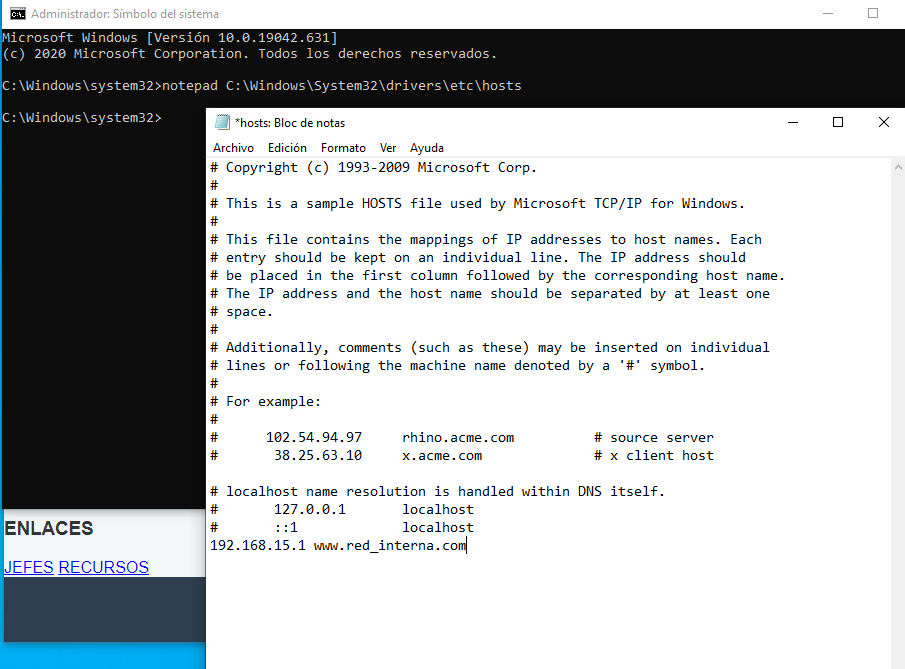 Administrador: Símbolo del sistema
Microsoft Windows [Versión 10.0.19042.631]
(c) 2020 Microsoft Corporation. Todos los derechos reservados.
C:\Windows\system32>notepad C:\Windows\System32\drivers\etc\hosts
C:\Windows\system32>
*hosts: Bloc de notas
Archivo Edición Formato Ver Ayuda
# Copyright (c) 1993-2009 Microsoft Corp.
#
# This is a sample HOSTS file used by Microsoft TCP/IP for Windows.
#
# This file contains the mappings of IP addresses to host names. Each
# entry should be kept on an individual line. The IP address should
# be placed in the first column followed by the corresponding host name.
# The IP address and the host name should be separated by at least one
# space.
#
# Additionally, comments (such as these) may be inserted on individual
# lines or following the machine name denoted by a '#' symbol.
#
# For example:
#
#      102.54.94.97     rhino.acme.com          # source server
#       38.25.63.10     x.acme.com              # x client host
# localhost name resolution is handled within DNS itself.
#       127.0.0.1       localhost
#       ::1             localhost
192.168.15.1 www.red_interna.com
ENLACES
JEFES RECURSOS